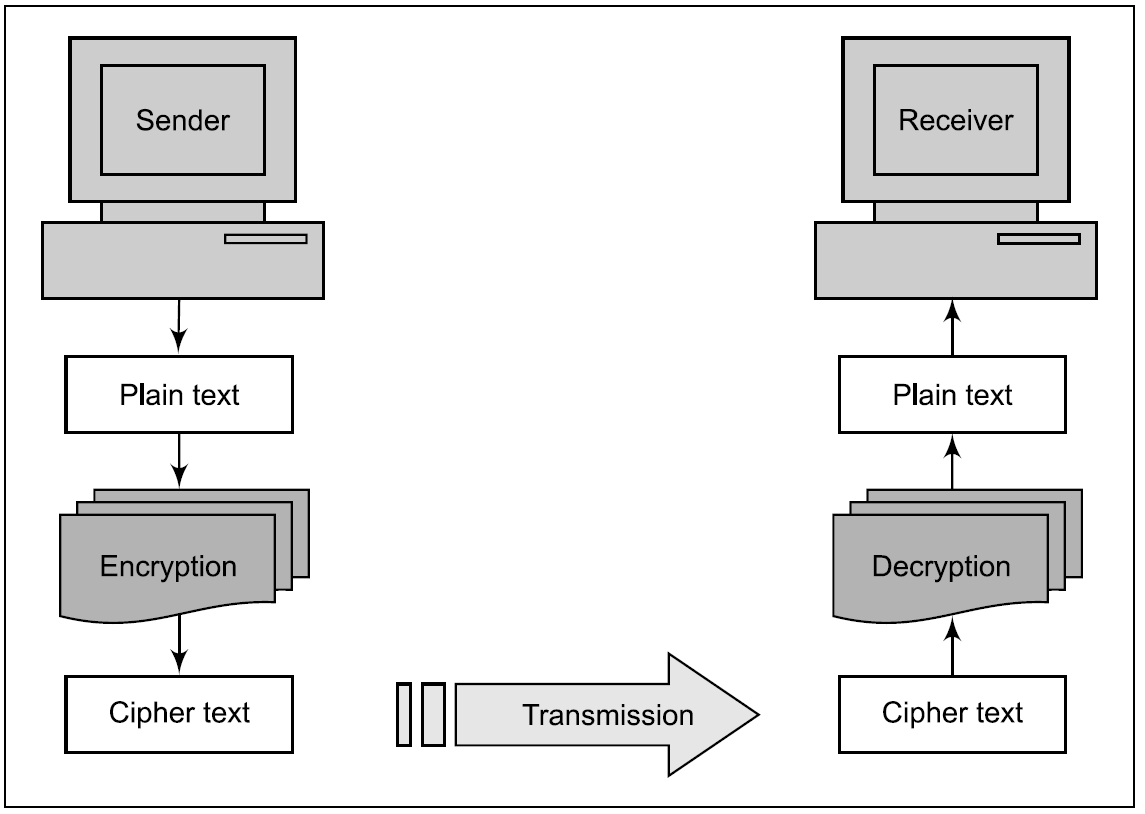 Sender
Receiver
Plain text
Plain text
Encryption
Decryption
Cipher text
Transmission
Cipher text